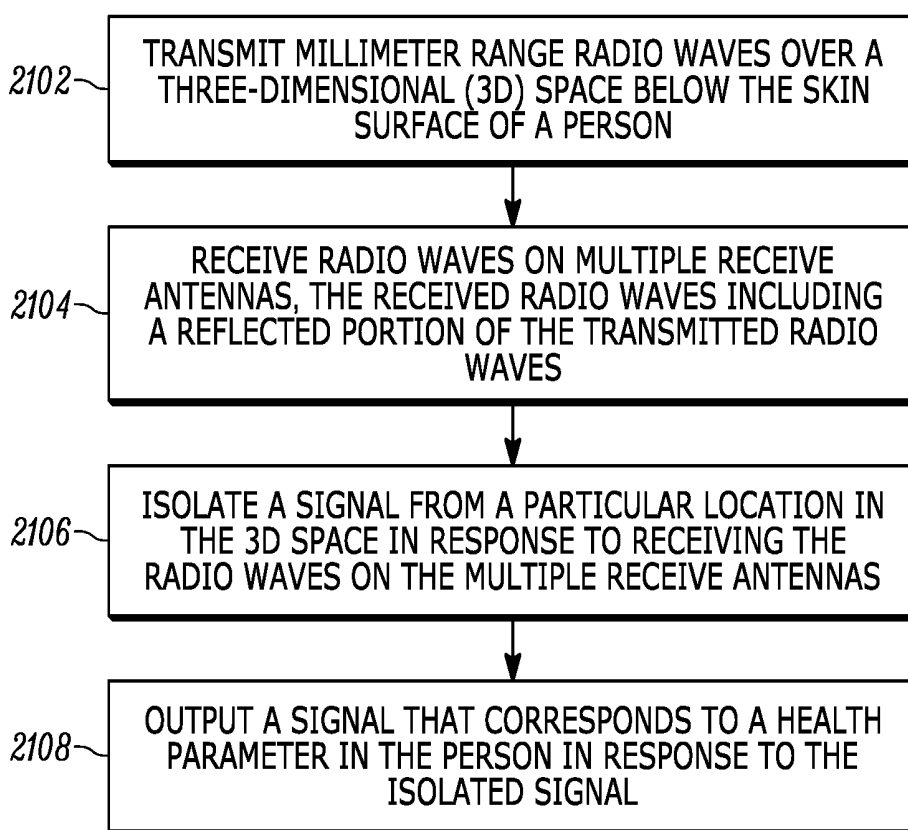 2102
TRANSMIT MILLIMETER RANGE RADIO WAVES OVER A
THREE-DIMENSIONAL (3D) SPACE BELOW THE SKIN
SURFACE OF A PERSON
2104
RECEIVE RADIO WAVES ON MULTIPLE RECEIVE
ANTENNAS, THE RECEIVED RADIO WAVES INCLUDING
A REFLECTED PORTION OF THE TRANSMITTED RADIO
WAVES
2106
ISOLATE A SIGNAL FROM A PARTICULAR LOCATION IN
THE 3D SPACE IN RESPONSE TO RECEIVING THE
RADIO WAVES ON THE MULTIPLE RECEIVE ANTENNAS
2108
OUTPUT A SIGNAL THAT CORRESPONDS TO A HEALTH
PARAMETER IN THE PERSON IN RESPONSE TO THE
ISOLATED SIGNAL